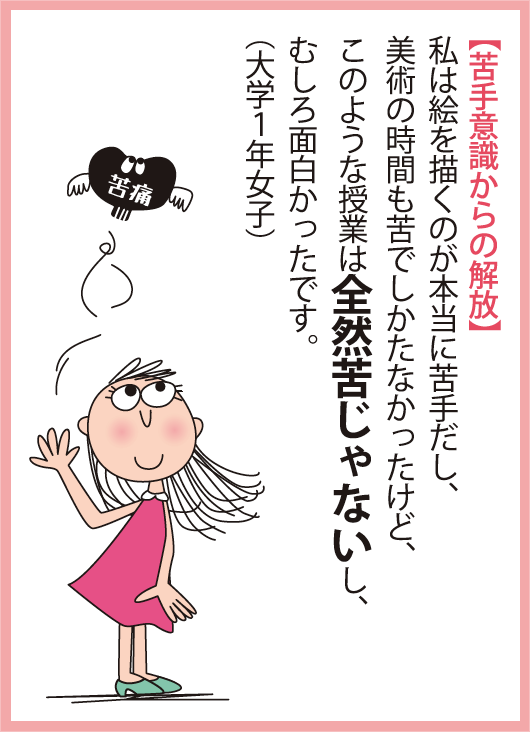 【苦手意識からの解放】
私は絵を描くのが本当に苦手だし、
美術の時間も苦でしかたなかったけど、
このような授業は全然苦じゃないし、
むしろ面白かったです。
（大学１年女子）
苦痛